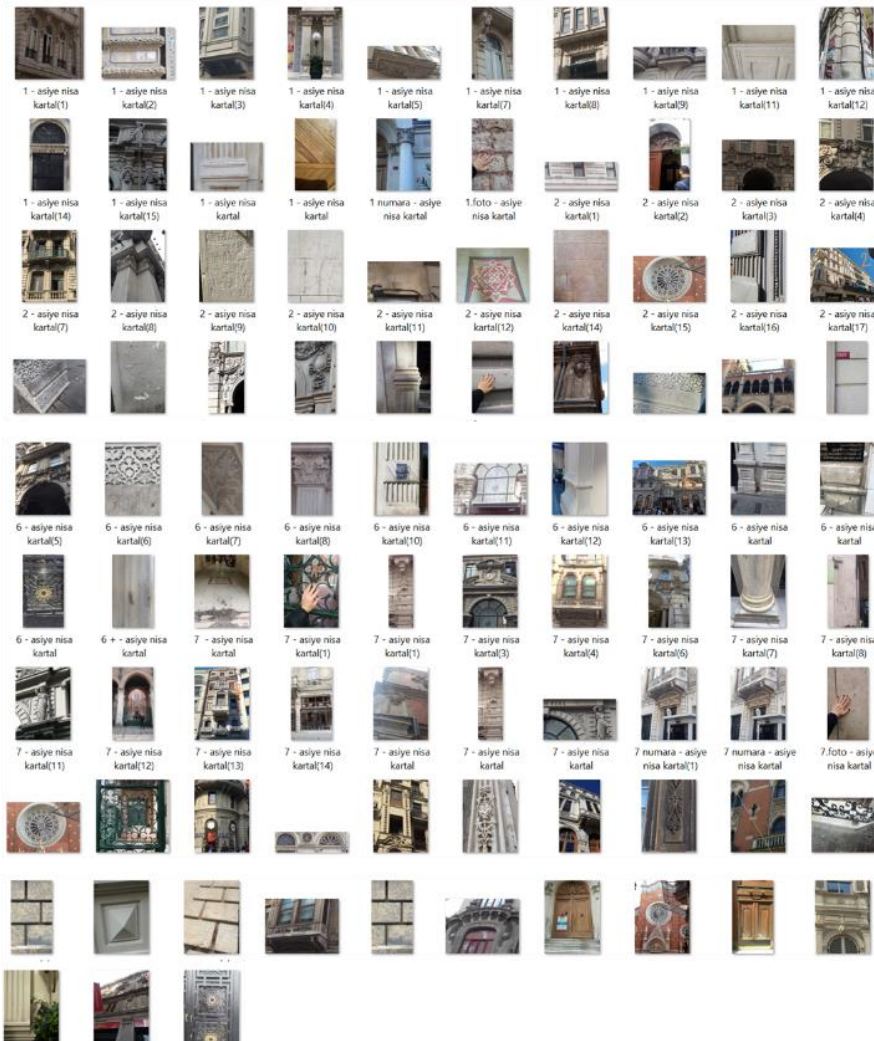 1 - asiye nisa kartal(1) 1 - asiye nisa kartal(2) 1 - asiye nisa kartal(3) 1 - asiye nisa kartal(4) 1 - asiye nisa kartal(5) 1 - asiye nisa kartal(7) 1 - asiye nisa kartal(8) 1 - asiye nisa kartal(9) 1 - asiye nisa kartal(11) 1 - asiye nisa kartal(12)
1 - asiye nisa kartal(14) 1 - asiye nisa kartal(15) 1 - asiye nisa kartal 1 - asiye nisa kartal 1 numara - asiye nisa kartal 1.foto - asiye nisa kartal 2 - asiye nisa kartal(1) 2 - asiye nisa kartal(2) 2 - asiye nisa kartal(3) 2 - asiye nisa kartal(4)
2 - asiye nisa kartal(7) 2 - asiye nisa kartal(8) 2 - asiye nisa kartal(9) 2 - asiye nisa kartal(10) 2 - asiye nisa kartal(11) 2 - asiye nisa kartal(12) 2 - asiye nisa kartal(14) 2 - asiye nisa kartal(15) 2 - asiye nisa kartal(16) 2 - asiye nisa kartal(17)
6 - asiye nisa kartal(5) 6 - asiye nisa kartal(6) 6 - asiye nisa kartal(7) 6 - asiye nisa kartal(8) 6 - asiye nisa kartal(10) 6 - asiye nisa kartal(11) 6 - asiye nisa kartal(12) 6 - asiye nisa kartal(13) 6 - asiye nisa kartal 6 - asiye nisa kartal
6 - asiye nisa kartal 6 + - asiye nisa kartal 7 - asiye nisa kartal 7 - asiye nisa kartal(1) 7 - asiye nisa kartal(1) 7 - asiye nisa kartal(3) 7 - asiye nisa kartal(4) 7 - asiye nisa kartal(6) 7 - asiye nisa kartal(7) 7 - asiye nisa kartal(8)
7 - asiye nisa kartal(11) 7 - asiye nisa kartal(12) 7 - asiye nisa kartal(13) 7 - asiye nisa kartal(14) 7 - asiye nisa kartal 7 - asiye nisa kartal 7 - asiye nisa kartal 7 numara - asiye nisa kartal(1) 7 numara - asiye nisa kartal 7.foto - asiye nisa kartal